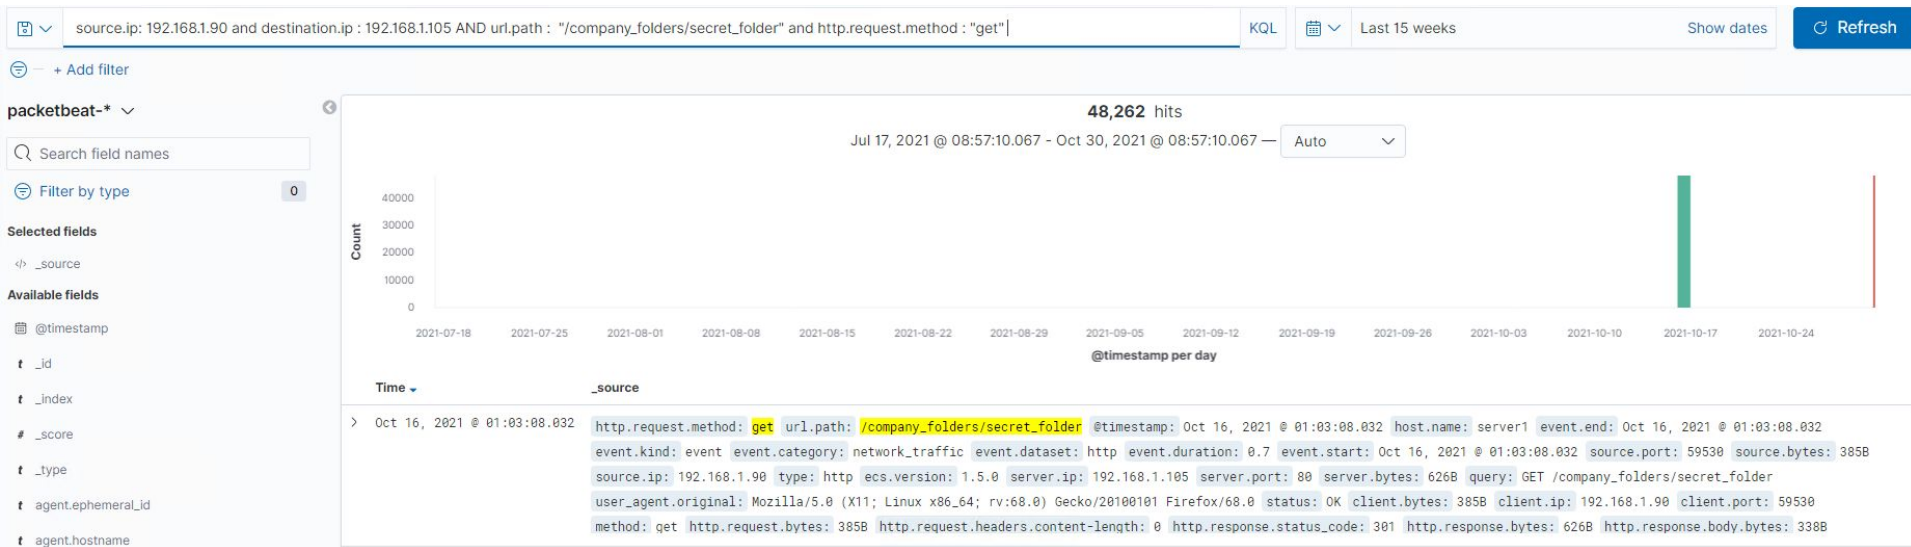 source.ip: 192.168.1.90 and destination.ip : 192.168.1.105 AND url.path : "/company_folders/secret_folder" and http.request.method : "get"
KQL
Last 15 weeks
Show dates
Refresh
+ Add filter
packetbeat-*
Search field names
Filter by type 0
Selected fields
_source
Available fields
@timestamp
t _id
t _index
# _score
t _type
t agent.ephemeral_id
t agent.hostname
48,262 hits
Jul 17, 2021 @ 08:57:10.067 - Oct 30, 2021 @ 08:57:10.067 — Auto
Count
40000
30000
20000
10000
0
2021-07-18 2021-07-25 2021-08-01 2021-08-08 2021-08-15 2021-08-22 2021-08-29 2021-09-05 2021-09-12 2021-09-19 2021-09-26 2021-10-03 2021-10-10 2021-10-17 2021-10-24
@timestamp per day
Time _source
Oct 16, 2021 @ 01:03:08.032 http.request.method: get url.path: /company_folders/secret_folder @timestamp: Oct 16, 2021 @ 01:03:08.032 host.name: server1 event.end: Oct 16, 2021 @ 01:03:08.032
event.kind: event event.category: network_traffic event.dataset: http event.duration: 0.7 event.start: Oct 16, 2021 @ 01:03:08.032 source.port: 59530 source.bytes: 385B
source.ip: 192.168.1.90 type: http ecs.version: 1.5.0 server.ip: 192.168.1.105 server.port: 80 server.bytes: 626B query: GET /company_folders/secret_folder
user_agent.original: Mozilla/5.0 (X11; Linux x86_64; rv:68.0) Gecko/20100101 Firefox/68.0 status: OK client.bytes: 385B client.ip: 192.168.1.90 client.port: 59530
method: get http.request.bytes: 385B http.request.headers.content-length: 0 http.response.status_code: 301 http.response.bytes: 626B http.response.body.bytes: 338B